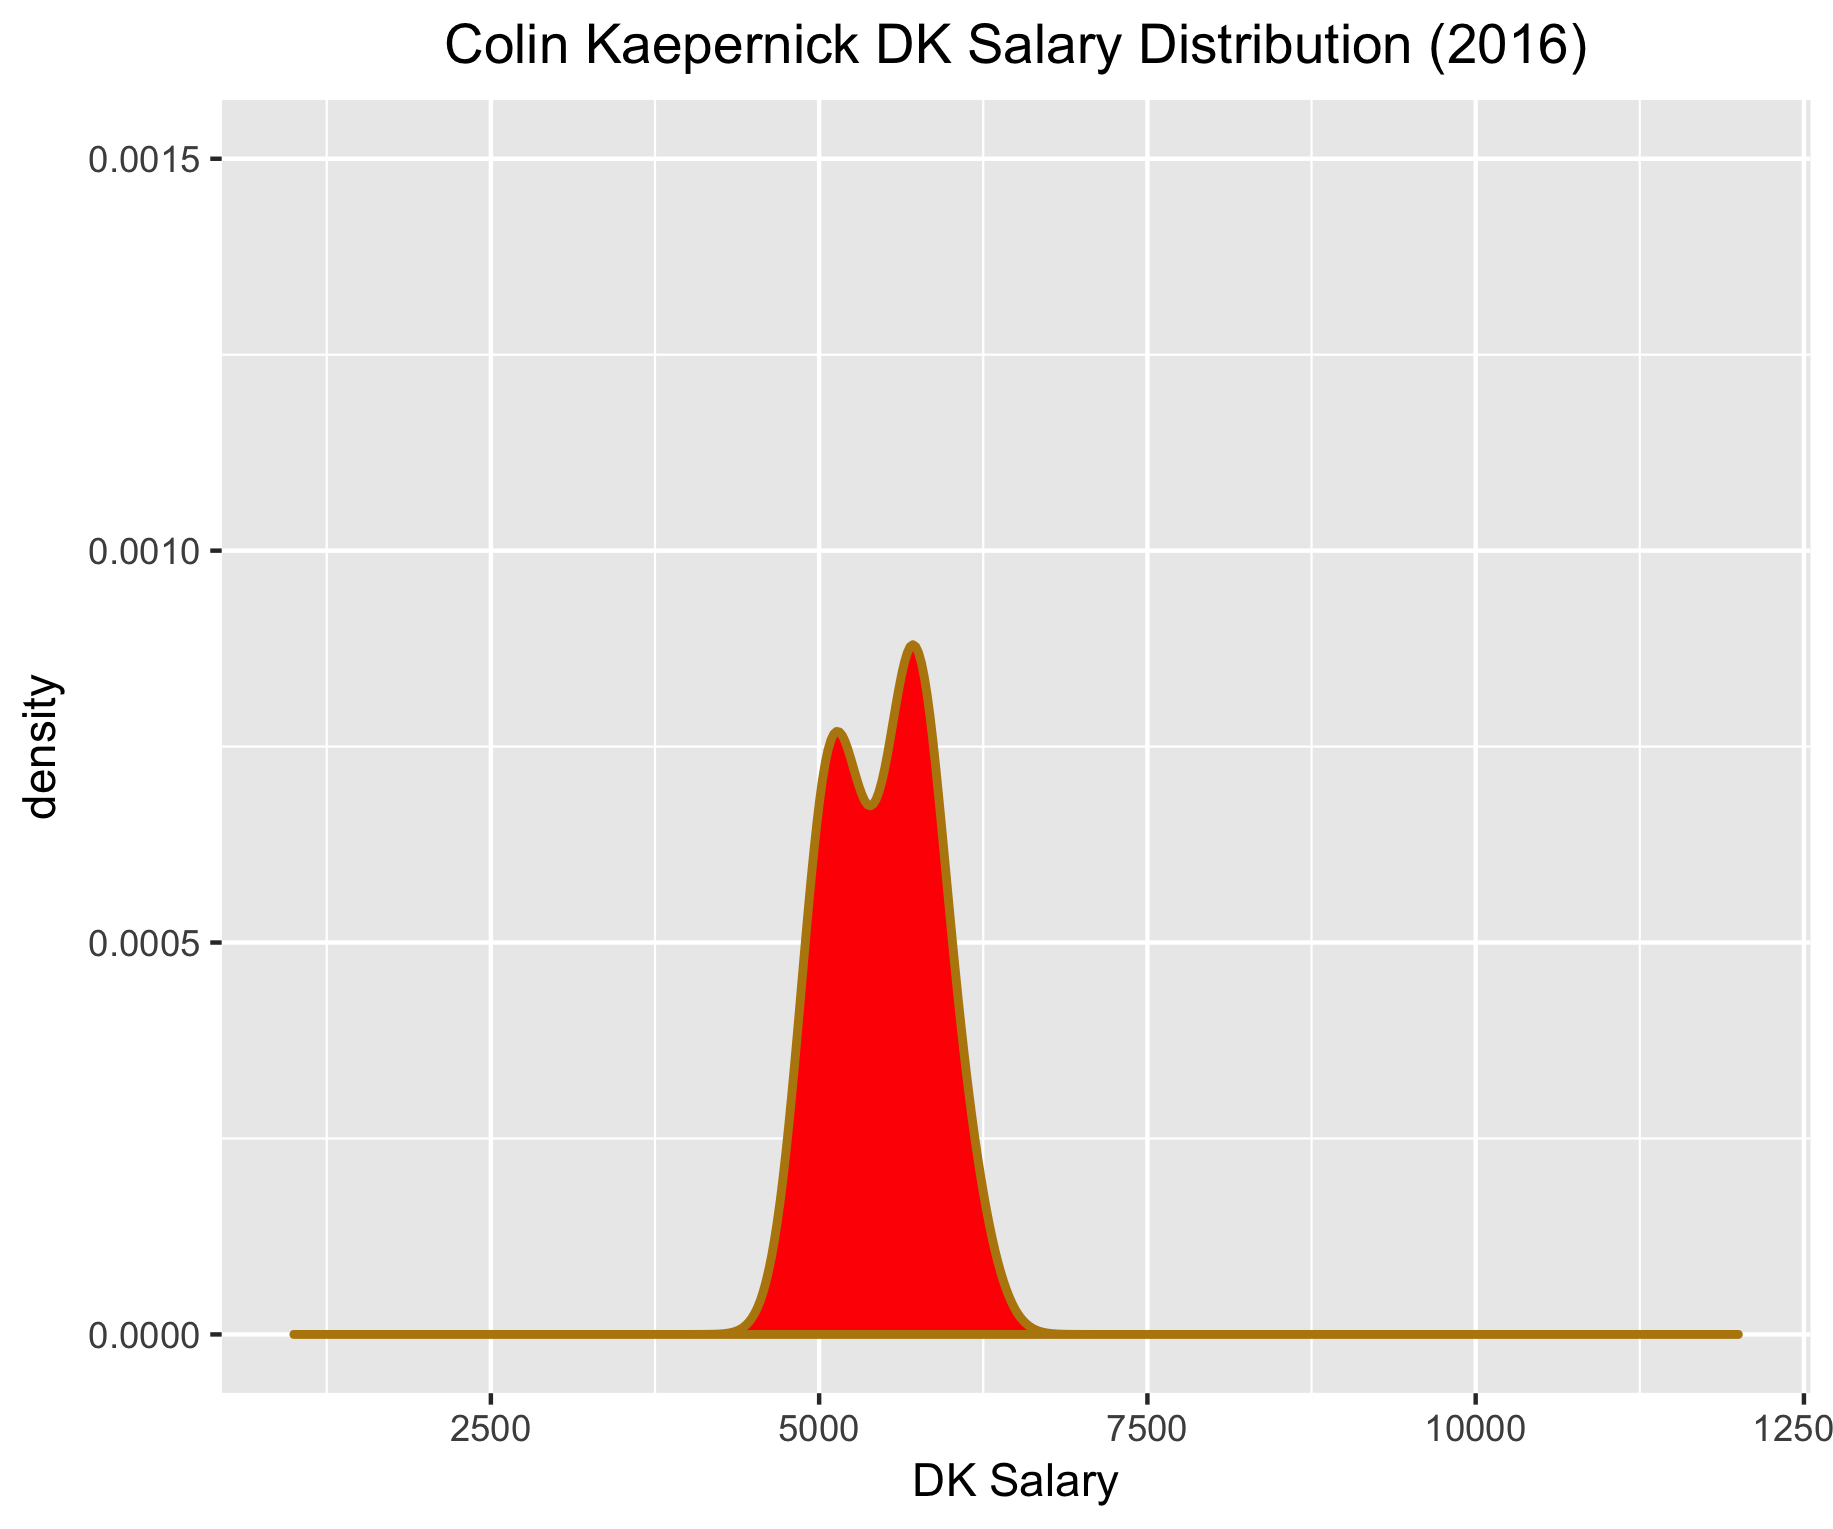 Colin Kaepernick DK Salary Distribution (2016)
0.0015
0.0010
density
0.0005
0.0000
2500 5000 7500 10000 1250
DK Salary